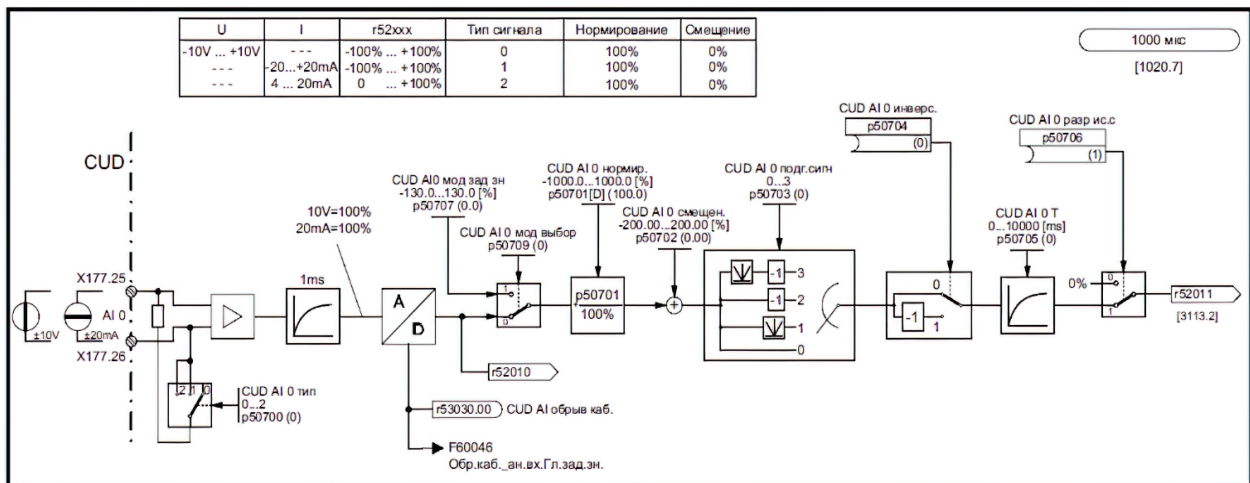 U I r52xxx Тип сигнала Нормирование Смещение
-10V ... +10V --- -100% ... +100% 0 100% 0%
--- -20...+20mA -100% ... +100% 1 100% 0%
--- 4 ... 20mA 0 ... +100% 2 100% 0%
1000 мкс
[1020.7]
CUD
CUD AI 0 инверс.
p50704
(0)
CUD AI 0 разр ис.с
p50706
(1)
CUD AI0 мод зад зн
-130.0...130.0 [%]
p50707 (0.0)
CUD AI 0 нормир.
-1000.0...1000.0 [%]
p50701[D] (100.0)
CUD AI 0 подг.сигн
0...3
p50703 (0)
10V=100%
20mA=100%
CUD AI 0 мод выбор
p50709 (0)
CUD AI 0 смещен.
-200.00...200.00 [%]
p50702 (0.00)
CUD AI 0 T
0...10000 [ms]
p50705 (0)
X177.25
AI 0
±10V
±20mA
X177.26
1ms
A
D
1
0
p50701
100%
+
-1 3
-1 2
1
0
0
-1
1
0%
0
1
r52011
[3113.2]
r52010
2 1 0
CUD AI 0 тип
0...2
p50700 (0)
r53030.00 CUD AI обрыв каб.
F60046
Обр.каб._ан.вх.Гл.зад.зн.